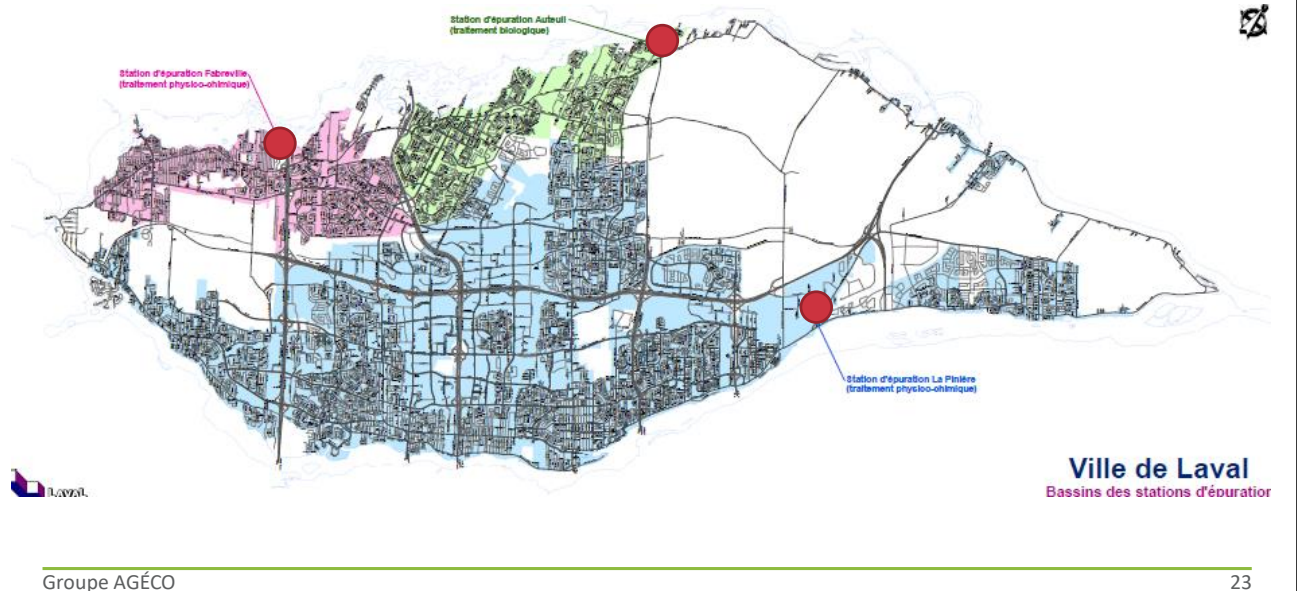 Station d'épuration Auteuil
(traitement biologique)
Station d'épuration Fabreville
(traitement physico-chimique)
Station d'épuration La Pinière
(traitement physico-chimique)
Ville de Laval
Bassins des stations d'épuration
LAVAL
Groupe AGÉCO
23